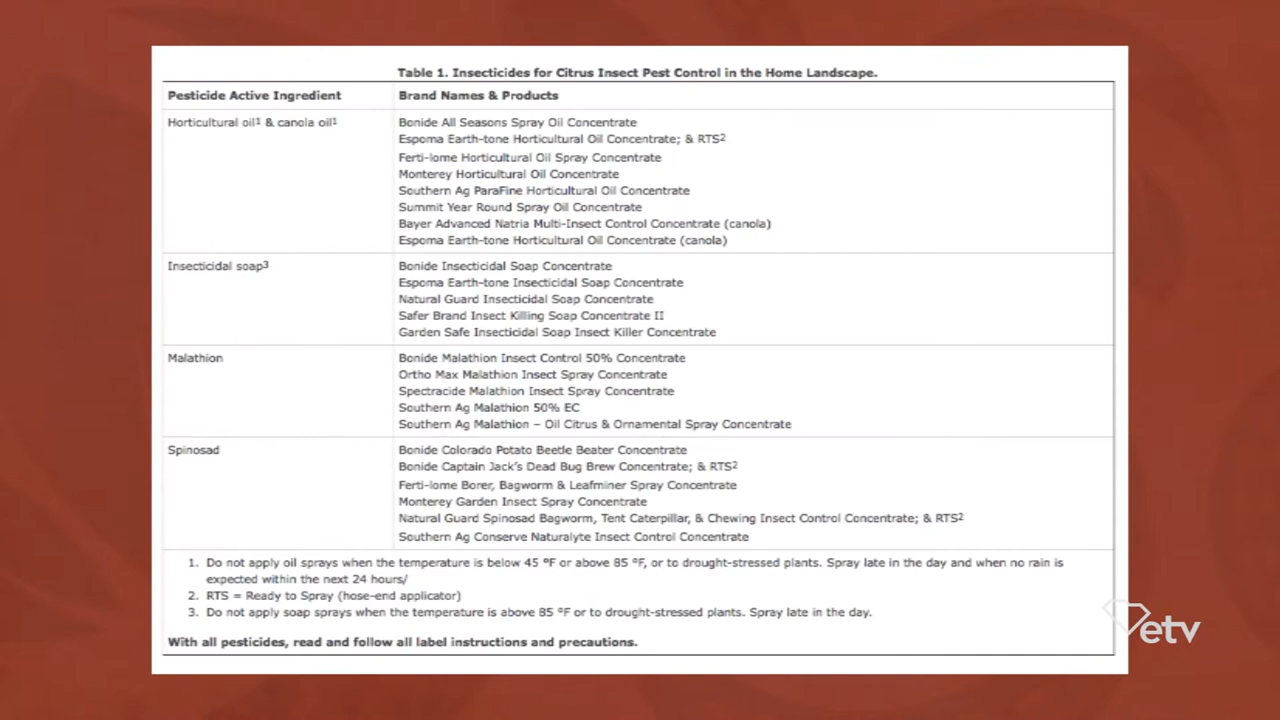 Table 1. Insecticides for Citrus Insect Pest Control in the Home Landscape.
Pesticide Active Ingredient
Brand Names & Products
Horticultural oil¹ & canola oil¹
Bonide All Seasons Spray Oil Concentrate
Espoma Earth-tone Horticultural Oil Concentrate; & RTS²
Ferti-lome Horticultural Oil Spray Concentrate
Monterey Horticultural Oil Concentrate
Southern Ag ParaFine Horticultural Oil Concentrate
Summit Year Round Spray Oil Concentrate
Bayer Advanced Natria Multi-Insect Control Concentrate (canola)
Espoma Earth-tone Horticultural Oil Concentrate (canola)
Insecticidal soap³
Bonide Insecticidal Soap Concentrate
Espoma Earth-tone Insecticidal Soap Concentrate
Natural Guard Insecticidal Soap Concentrate
Safer Brand Insect Killing Soap Concentrate II
Garden Safe Insecticidal Soap Insect Killer Concentrate
Malathion
Bonide Malathion Insect Control 50% Concentrate
Ortho Max Malathion Insect Spray Concentrate
Spectracide Malathion Insect Spray Concentrate
Southern Ag Malathion 50% EC
Southern Ag Malathion – Oil Citrus & Ornamental Spray Concentrate
Spinosad
Bonide Colorado Potato Beetle Beater Concentrate
Bonide Captain Jack's Dead Bug Brew Concentrate; & RTS²
Ferti-lome Borer, Bagworm & Leafminer Spray Concentrate
Monterey Garden Insect Spray Concentrate
Natural Guard Spinosad Bagworm, Tent Caterpillar, & Chewing Insect Control Concentrate; & RTS²
Southern Ag Conserve Naturalyte Insect Control Concentrate
1. Do not apply oil sprays when the temperature is below 45 ºF or above 85 ºF, or to drought-stressed plants. Spray late in the day and when no rain is
expected within the next 24 hours/
2. RTS = Ready to Spray (hose-end applicator)
3. Do not apply soap sprays when the temperature is above 85 ºF or to drought-stressed plants. Spray late in the day.
With all pesticides, read and follow all label instructions and precautions.
etv